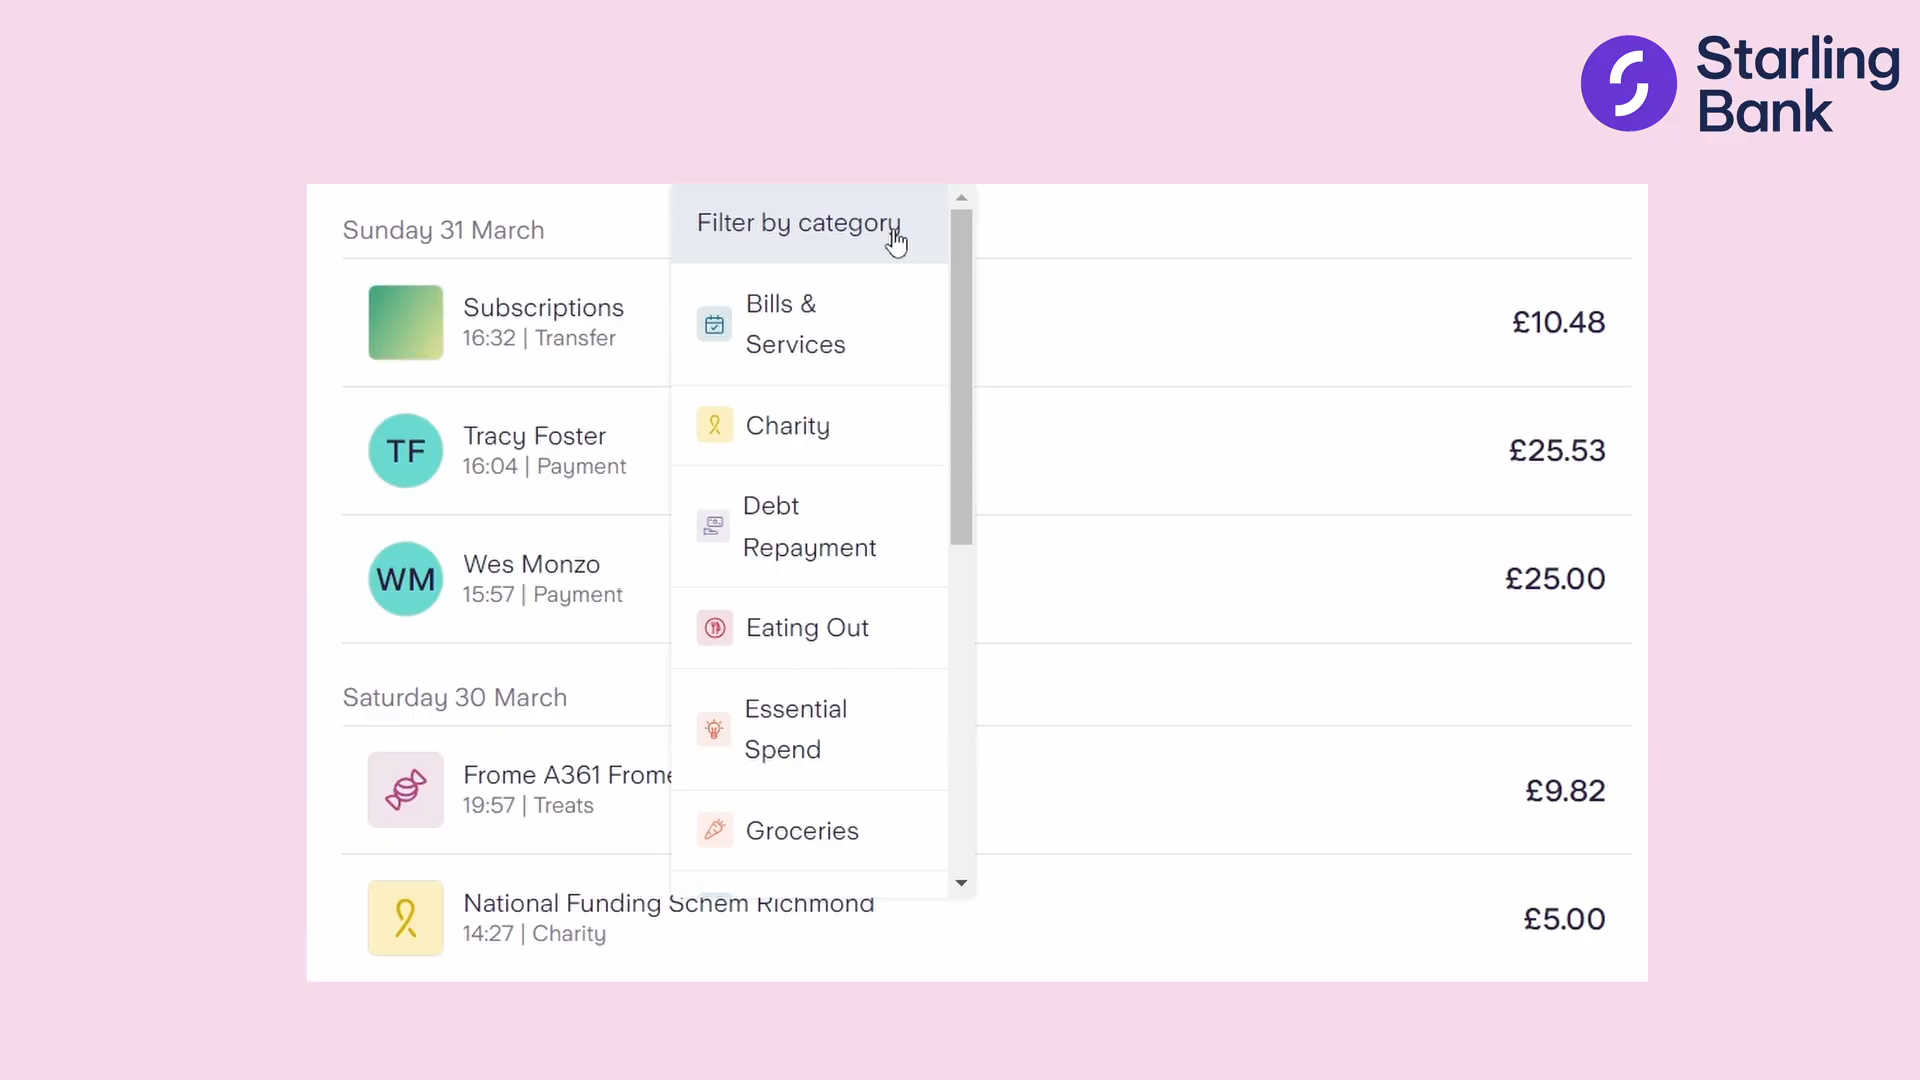 Starling
Bank
Sunday 31 March
Subscriptions
16:32 | Transfer
£10.48
TF
Tracy Foster
16:04 | Payment
£25.53
WM
Wes Monzo
15:57 | Payment
£25.00
Saturday 30 March
Frome A361 Frome
19:57 | Treats
£9.82
National Funding Schem Richmond
14:27 | Charity
£5.00
Filter by category
Bills &
Services
Charity
Debt
Repayment
Eating Out
Essential
Spend
Groceries